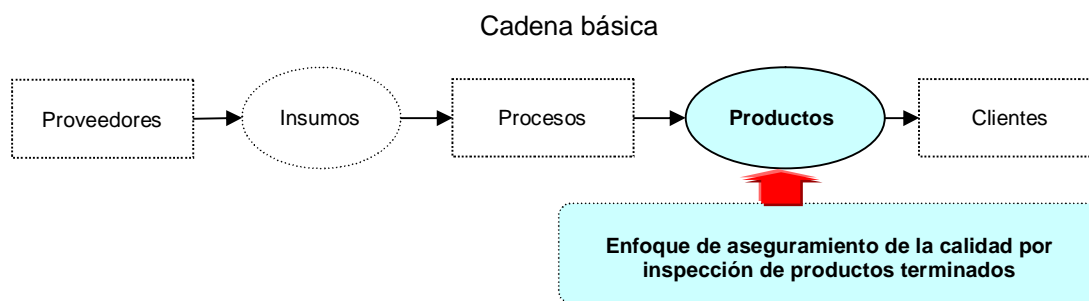 Cadena básica
Proveedores
Insumos
Procesos
Productos
Clientes
Enfoque de aseguramiento de la calidad por
inspección de productos terminados